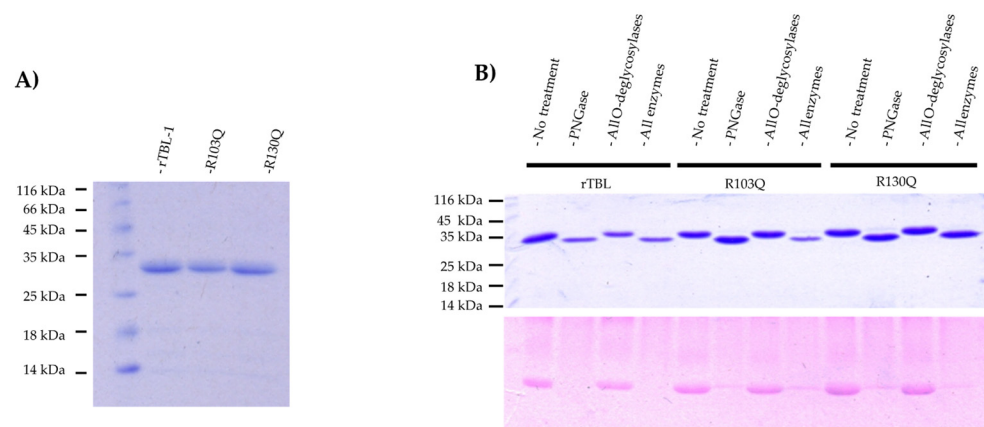 A)
- rTBL-1
-R103Q
-R130Q
116 kDa
66 kDa
45 kDa
35 kDa
25 kDa
18 kDa
14 kDa
B)
- No treatment
- PNGase
- AllO-deglycosylases
- All enzymes
- No treatment
- PNGase
- AllO-deglycosylases
- All enzymes
- No treatment
- PNGase
- AllO-deglycosylases
- All enzymes
rTBL
R103Q
R130Q
116 kDa
45 kDa
35 kDa
25 kDa
18 kDa
14 kDa